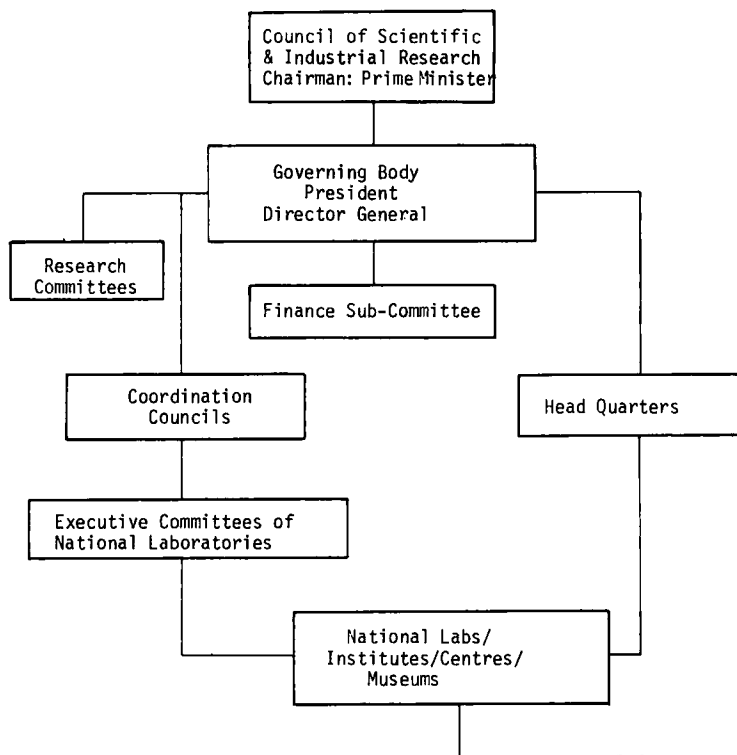 Council of Scientific
& Industrial Research
Chairman: Prime Minister
Governing Body
President
Director General
Research
Committees
Finance Sub-Committee
Coordination
Councils
Head Quarters
Executive Committees of
National Laboratories
National Labs/
Institutes/Centres/
Museums